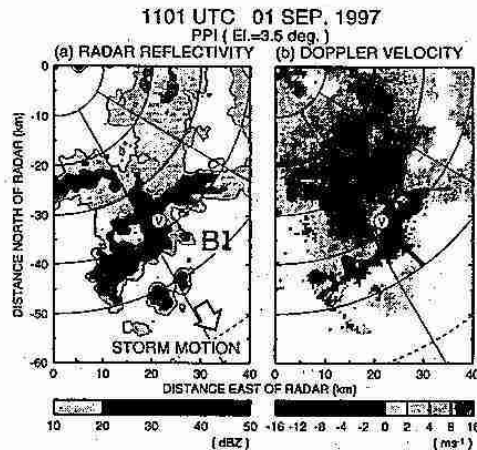 1101 UTC 01 SEP. 1997
PPI ( El.=3.5 deg. )
(a) RADAR REFLECTIVITY (b) DOPPLER VELOCITY
DISTANCE NORTH OF RADAR [km]
0
-10
-20
-30
-40
-50
-60
V
B1
STORM MOTION
V
0 10 20 30 40 0 10 20 30 40
DISTANCE EAST OF RADAR [km]
10 20 30 40 50 -16 -12 -8 -4 0 2 4 8 16
( dBZ ) ( ms-1 )